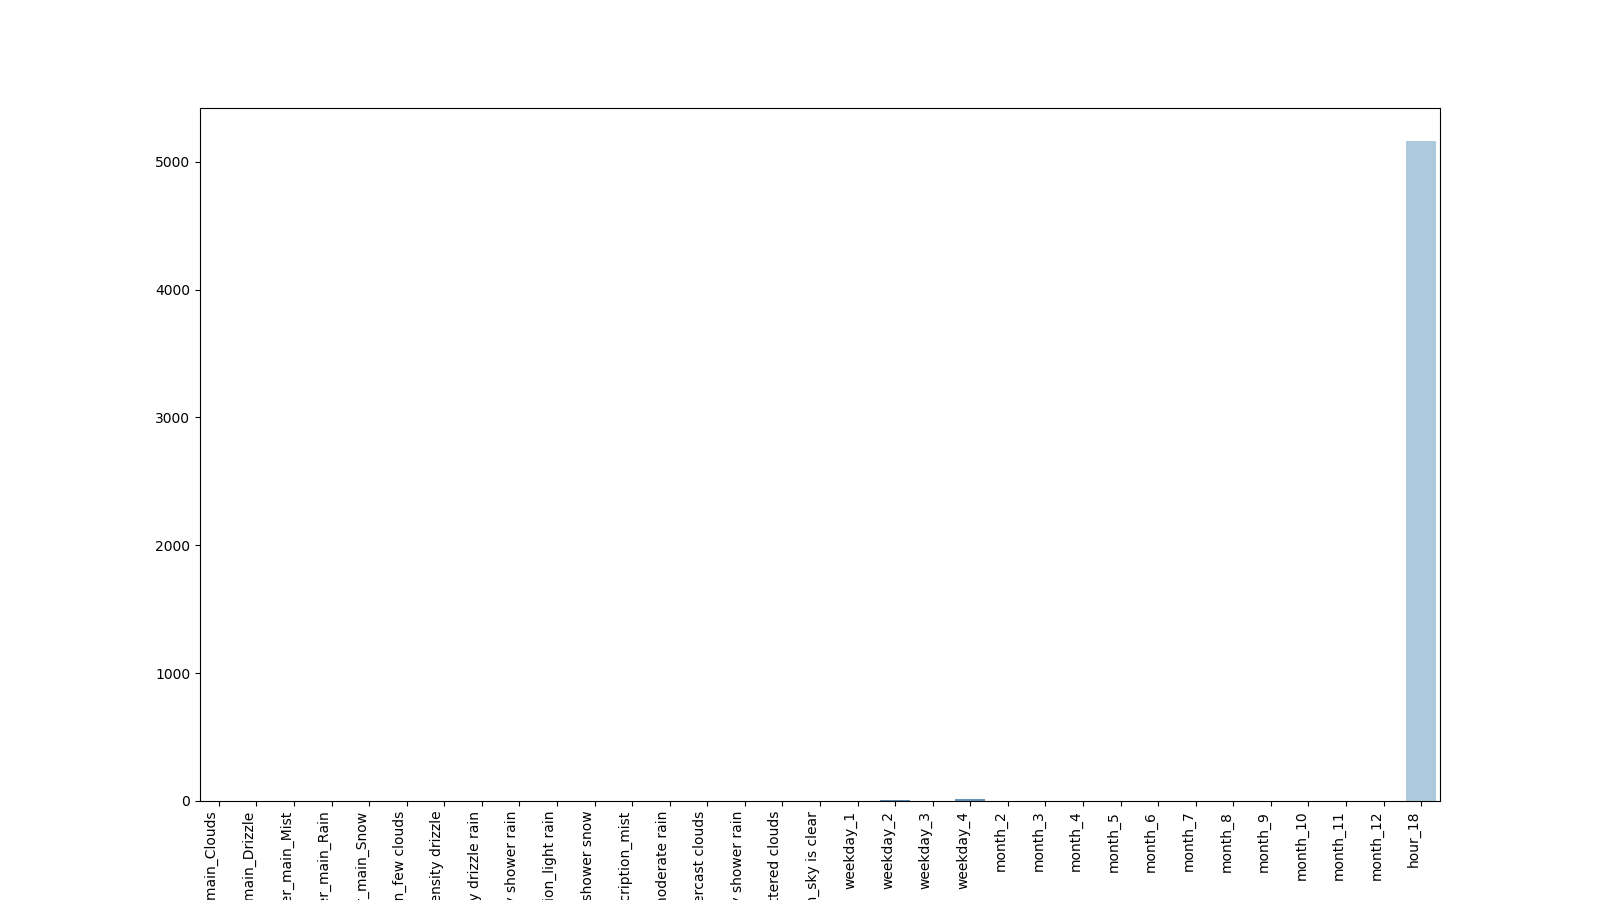 5000
4000
3000
2000
1000
0
main_Clouds
main_Drizzle
er_main_Mist
er_main_Rain
_main_Snow
n_few clouds
ensity drizzle
y drizzle rain
shower rain
ion_light rain
shower snow
cription_mist
noderate rain
ercast clouds
shower rain
ttered clouds
_sky is clear
weekday_1
weekday_2
weekday_3
weekday_4
month_2
month_3
month_4
month_5
month_6
month_7
month_8
month_9
month_10
month_11
month_12
hour_18